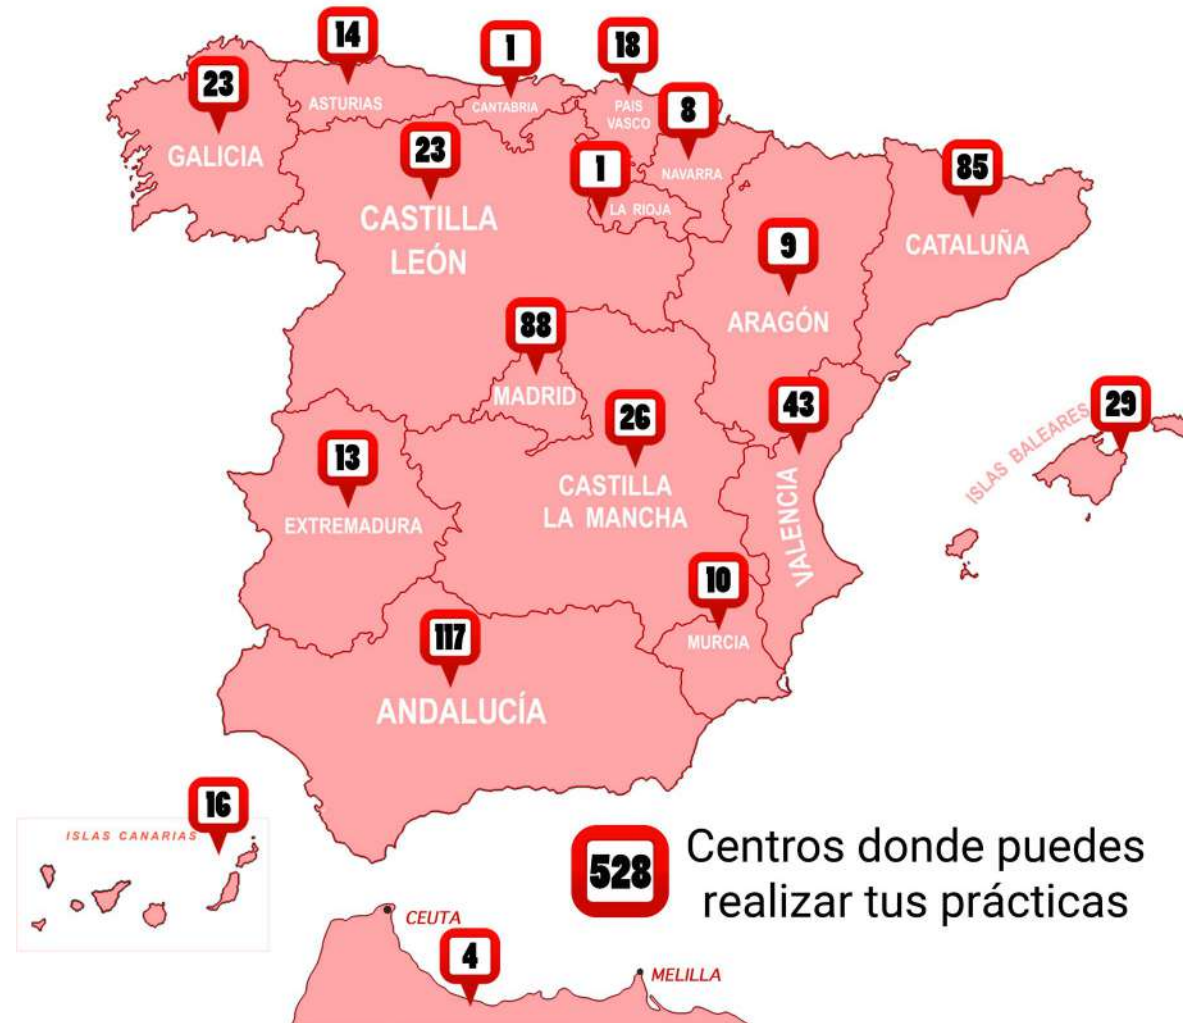 14
1
18
23
ASTURIAS
CANTABRIA
PAIS
VASCO
8
GALICIA
23
1
NAVARRA
85
CASTILLA
LEÓN
LA RIOJA
9
CATALUÑA
ARAGÓN
88
MADRID
26
43
ISLAS BALEARES
29
13
EXTREMADURA
CASTILLA
LA MANCHA
VALENCIA
10
MURCIA
117
ANDALUCÍA
16
ISLAS CANARIAS
528
Centros donde puedes
realizar tus prácticas
CEUTA
4
MELILLA